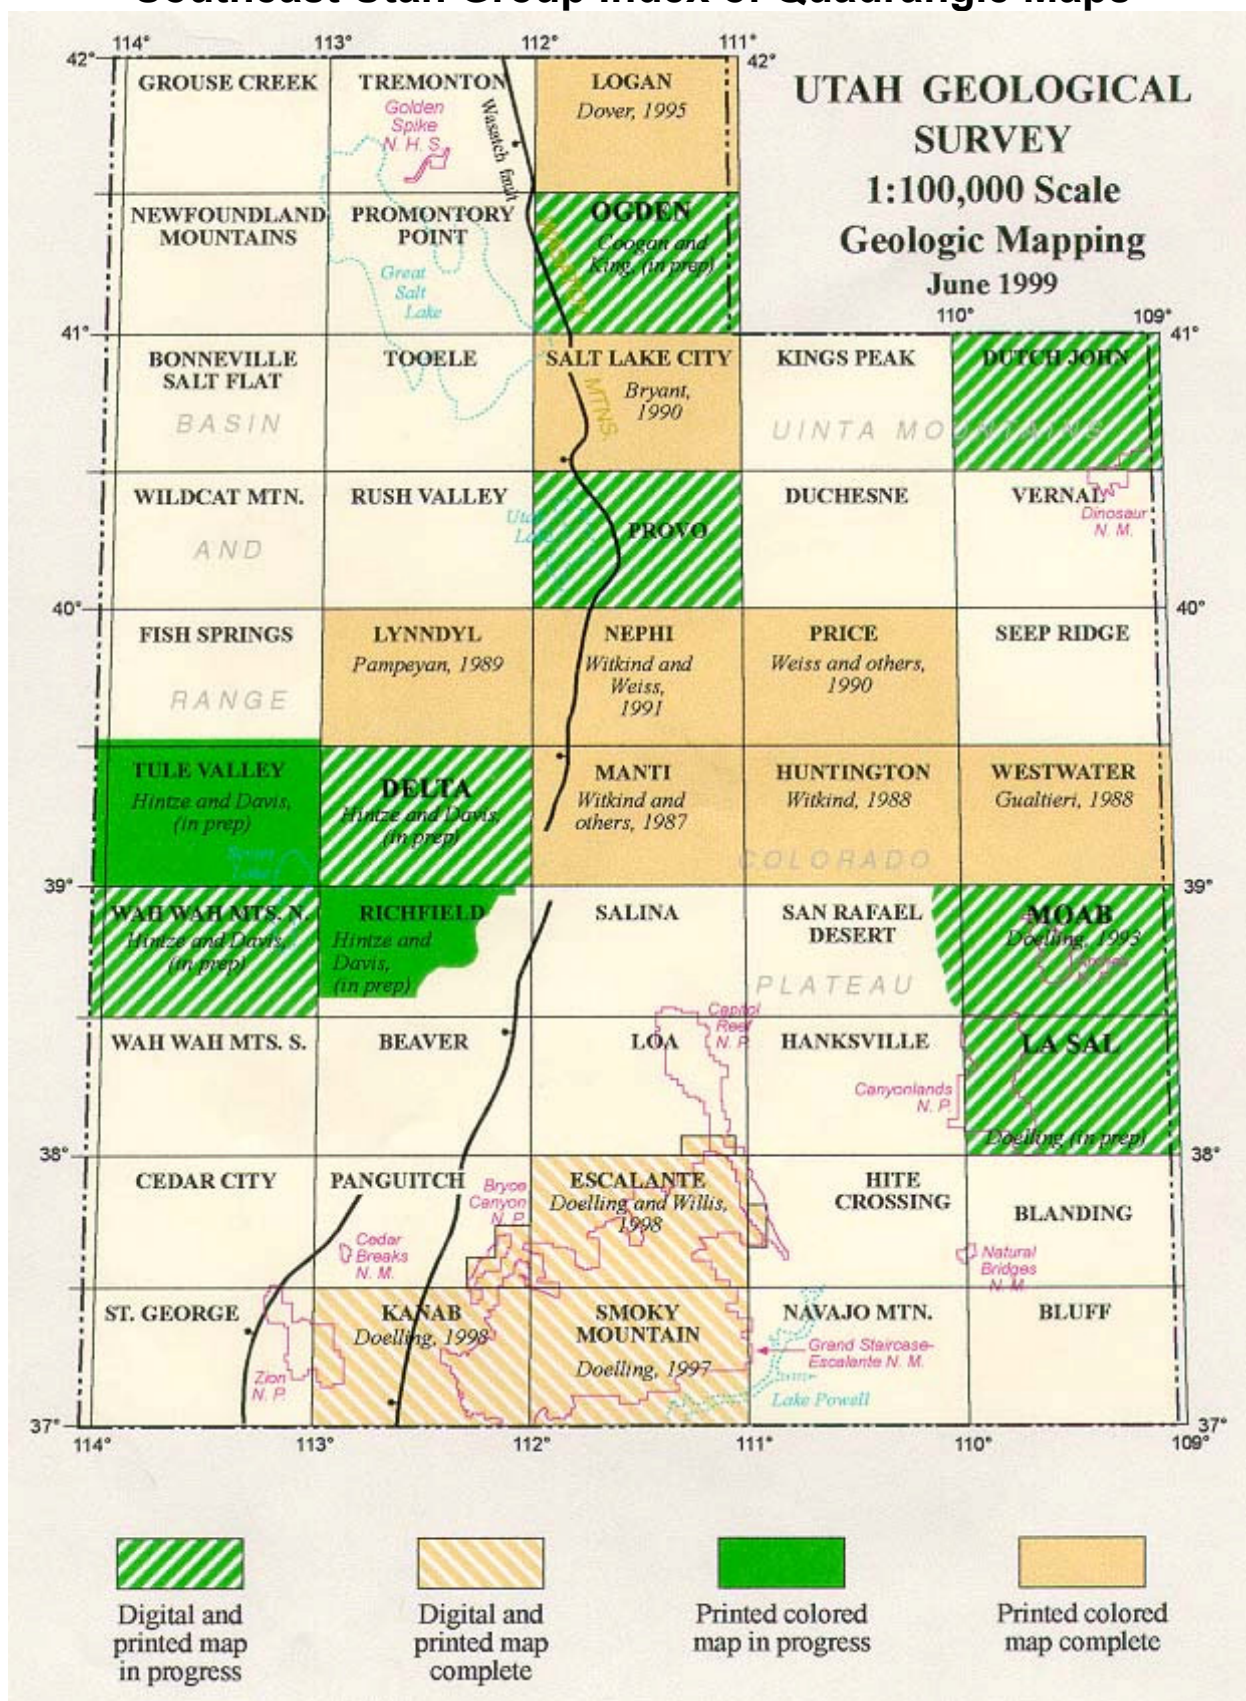 Southeast Utah Group Index of Quadrangle Maps
114° 113° 112° 111°
42° 42°
UTAH GEOLOGICAL
SURVEY
1:100,000 Scale
Geologic Mapping
June 1999
GROUSE CREEK
TREMONTON
Golden
Spike
N. H. S.
Wasatch fault
LOGAN
Dover, 1995
NEWFOUNDLAND
MOUNTAINS
PROMONTORY
POINT
Great
Salt
Lake
OGDEN
Coogan and
King, (in prep)
WASATCH
MTNS.
110° 109°
41° 41°
BONNEVILLE
SALT FLAT
BASIN
TOOELE
SALT LAKE CITY
Bryant,
1990
KINGS PEAK
DUTCH JOHN
UINTA MOUNTAINS
WILDCAT MTN.
AND
RUSH VALLEY
Utah
Lake
PROVO
DUCHESNE
VERNAL
Dinosaur
N. M.
40° 40°
FISH SPRINGS
RANGE
LYNNDYL
Pampeyan, 1989
NEPHI
Witkind and
Weiss,
1991
PRICE
Weiss and others,
1990
SEEP RIDGE
TULE VALLEY
Hintze and Davis,
(in prep)
DELTA
Hintze and Davis,
(in prep)
MANTI
Witkind and
others, 1987
HUNTINGTON
Witkind, 1988
WESTWATER
Gualtieri, 1988
Sevier
Lake
COLORADO
39° 39°
WAH WAH MTS. N.
Hintze and Davis,
(in prep)
RICHFIELD
Hintze and
Davis,
(in prep)
SALINA
SAN RAFAEL
DESERT
PLATEAU
MOAB
Doelling, 1993
Arches
N. P.
WAH WAH MTS. S.
BEAVER
LOA
Capitol
Reef
N. P.
HANKSVILLE
Canyonlands
N. P.
LA SAL
Doelling (in prep)
38° 38°
CEDAR CITY
PANGUITCH
Cedar
Breaks
N. M.
Bryce
Canyon
N. P.
ESCALANTE
Doelling and Willis,
1998
HITE
CROSSING
BLANDING
Natural
Bridges
N. M.
ST. GEORGE
Zion
N. P.
KANAB
Doelling, 1998
SMOKY
MOUNTAIN
Doelling, 1997
NAVAJO MTN.
Grand Staircase-
Escalante N. M.
Lake Powell
BLUFF
37° 37°
114° 113° 112° 111° 110° 109°
Digital and
printed map
in progress
Digital and
printed map
complete
Printed colored
map in progress
Printed colored
map complete